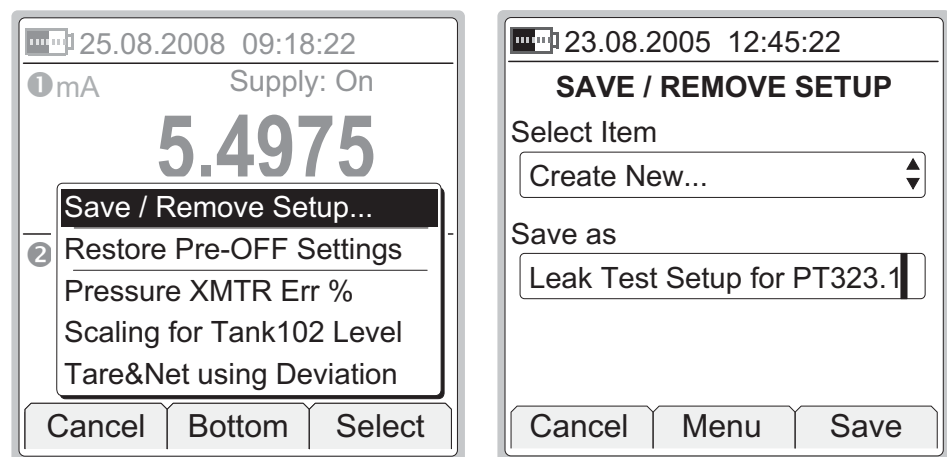 25.08.2008 09:18:22
❶mA Supply: On
5.4975
Save / Remove Setup...
❷ Restore Pre-OFF Settings
Pressure XMTR Err %
Scaling for Tank102 Level
Tare&Net using Deviation
Cancel Bottom Select
23.08.2005 12:45:22
SAVE / REMOVE SETUP
Select Item
Create New...
Save as
Leak Test Setup for PT323.1
Cancel Menu Save